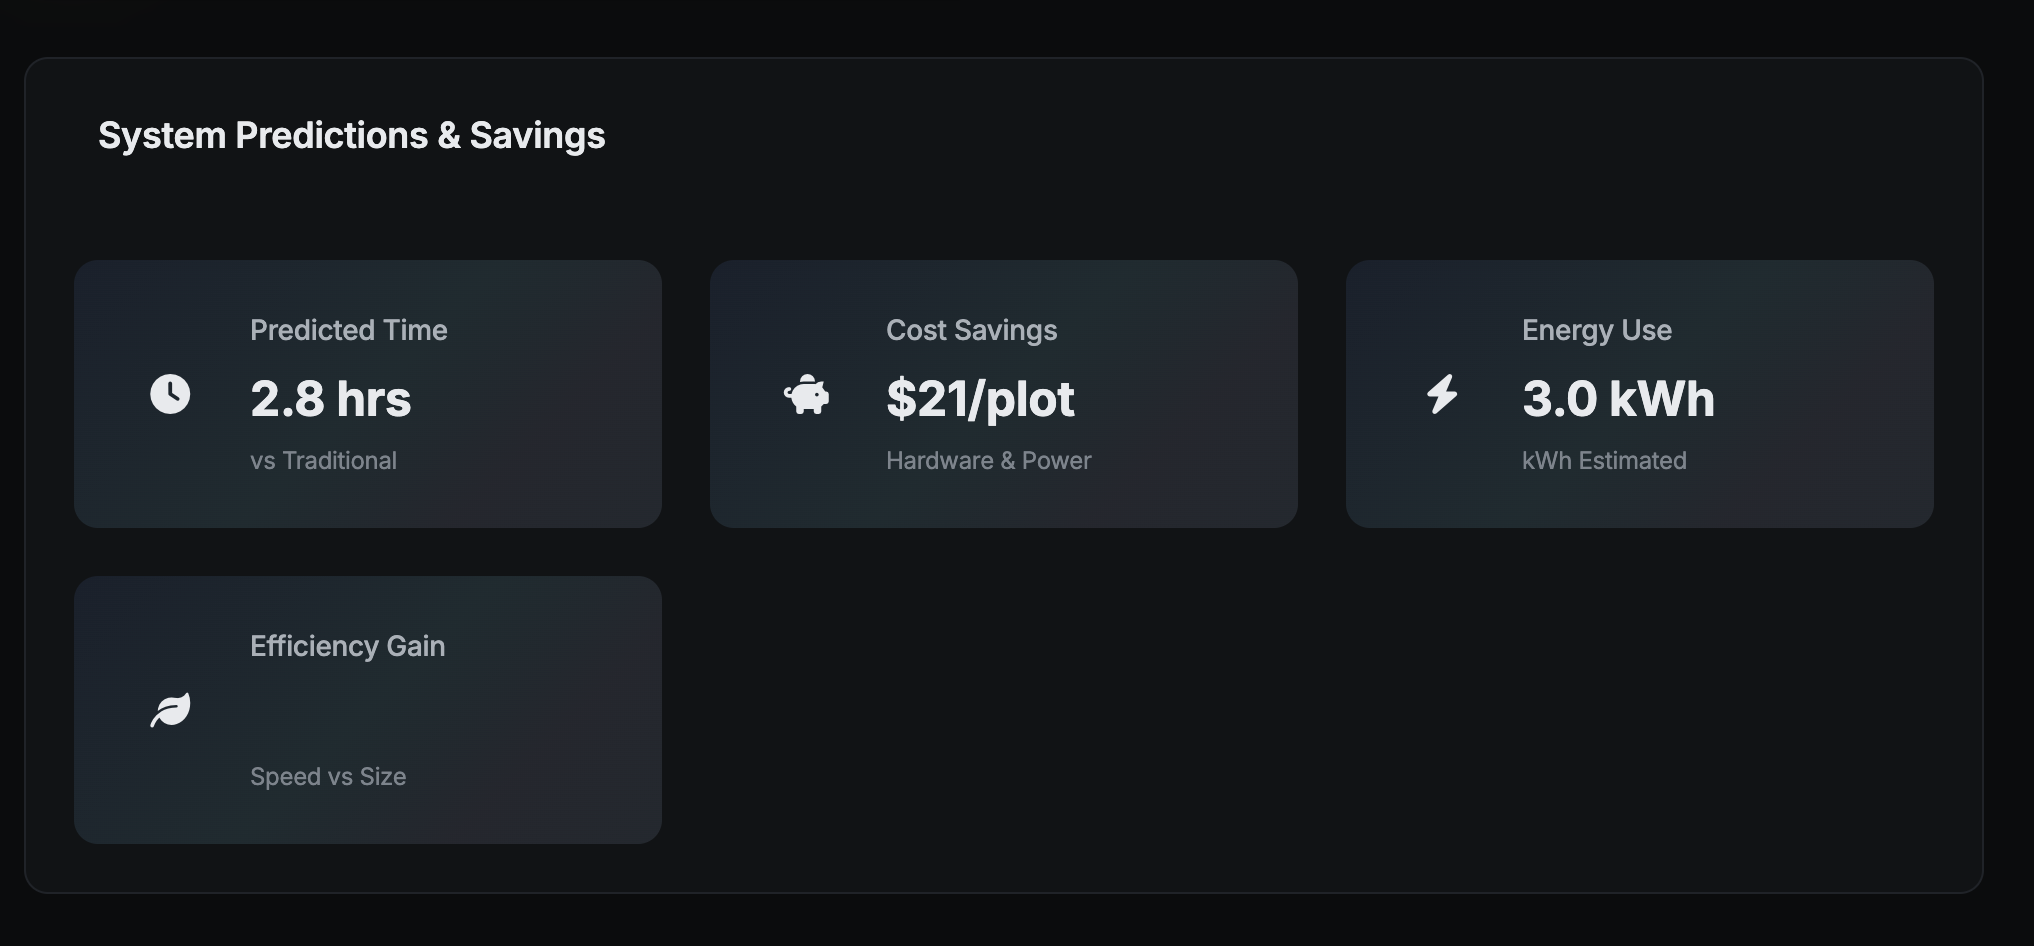 System Predictions & Savings
Predicted Time
2.8 hrs
vs Traditional
Cost Savings
$21/plot
Hardware & Power
Energy Use
3.0 kWh
kWh Estimated
Efficiency Gain
Speed vs Size